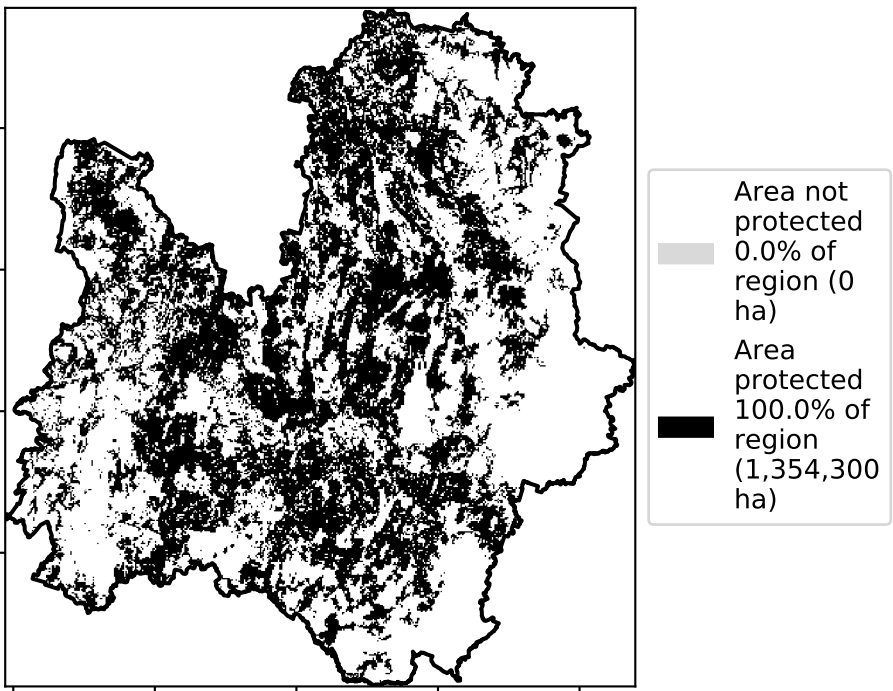 Area not
protected
0.0% of
region (0
ha)
Area
protected
100.0% of
region
(1,354,300
ha)